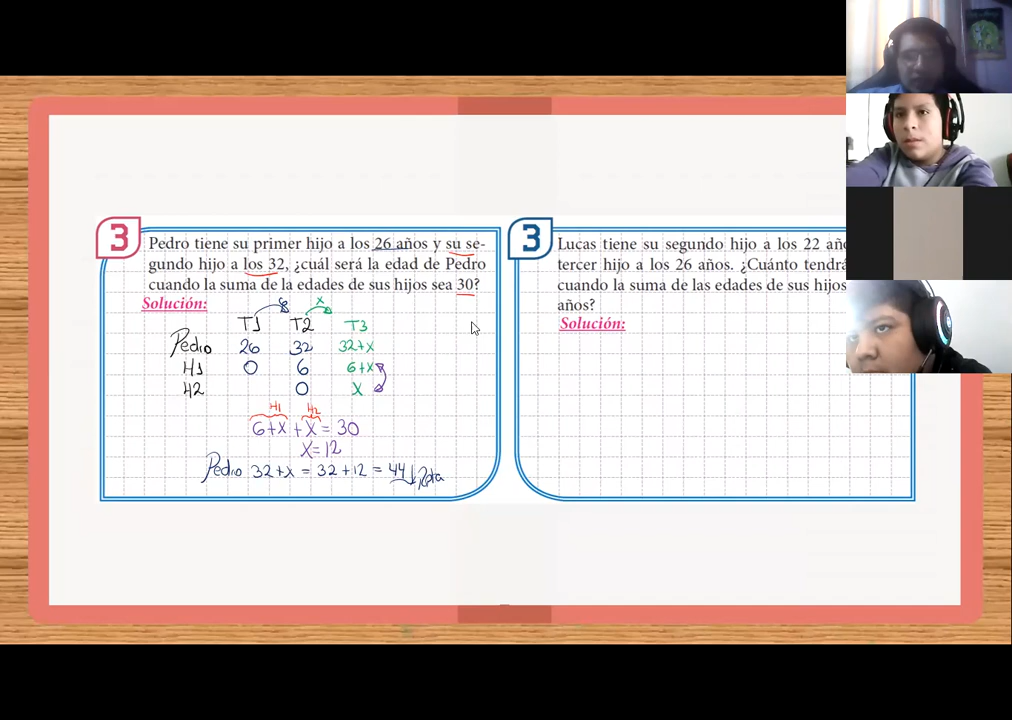 3
Pedro tiene su primer hijo a los 26 años y su se-
gundo hijo a los 32, ¿cuál será la edad de Pedro
cuando la suma de la edades de sus hijos sea 30?
Solución:
6 x
T1 T2 T3
Pedro 26 32 32+x
H1 0 6 6+x
H2 0 x
H1 H2
6+x + x = 30
x = 12
Pedro 32+x = 32+12 = 44 Rpta
3
Lucas tiene su segundo hijo a los 22 año
tercer hijo a los 26 años. ¿Cuánto tendrá
cuando la suma de las edades de sus hijos
años?
Solución: